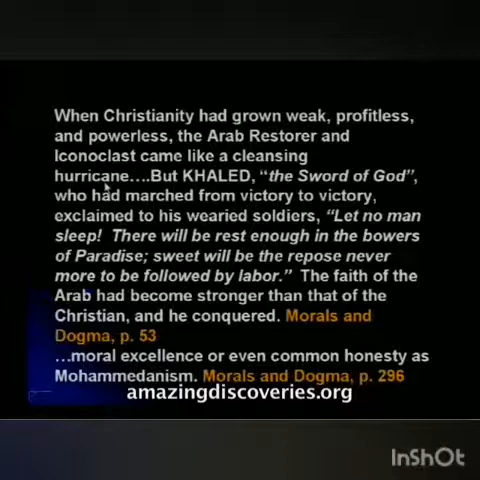 When Christianity had grown weak, profitless,
and powerless, the Arab Restorer and
Iconoclast came like a cleansing
hurricane….But KHALED, “the Sword of God”,
who had marched from victory to victory,
exclaimed to his wearied soldiers, “Let no man
sleep! There will be rest enough in the bowers
of Paradise; sweet will be the repose never
more to be followed by labor.” The faith of the
Arab had become stronger than that of the
Christian, and he conquered. Morals and
Dogma, p. 53
…moral excellence or even common honesty as
Mohammedanism. Morals and Dogma, p. 296
amazingdiscoveries.org
InShOt